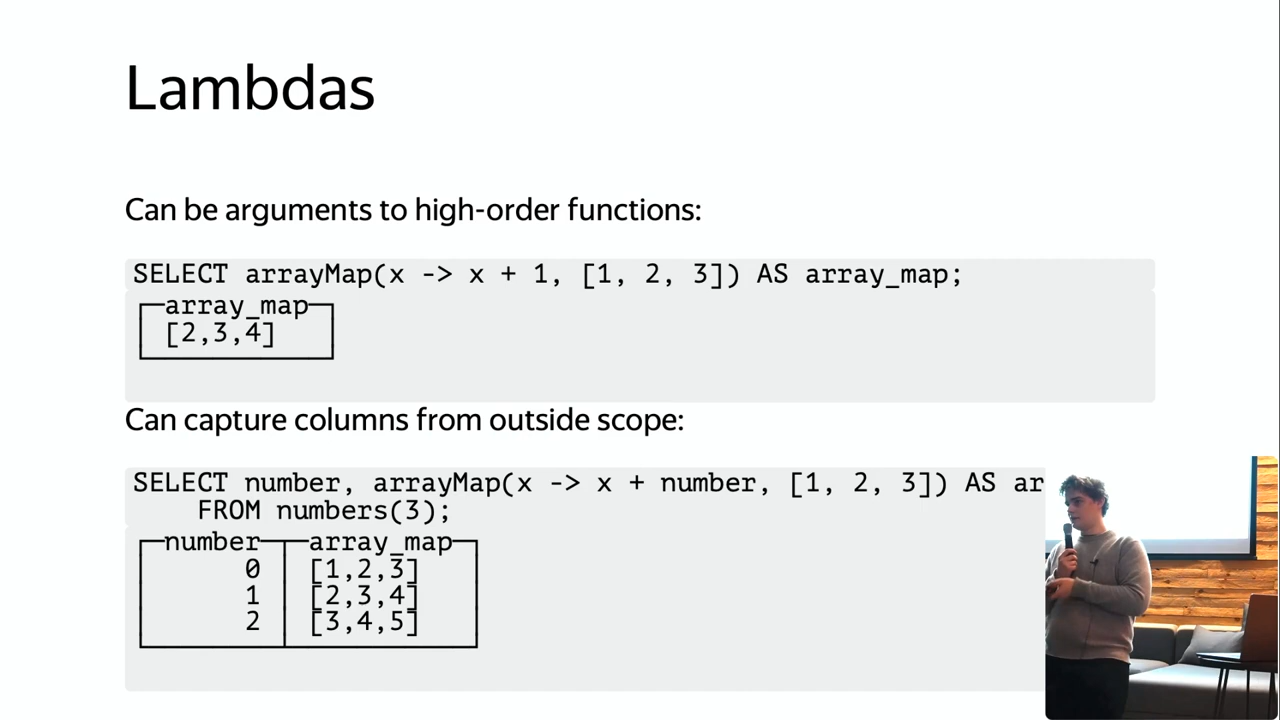 Lambdas
Can be arguments to high-order functions:
SELECT arrayMap(x -> x + 1, [1, 2, 3]) AS array_map;
array_map
[2,3,4]
Can capture columns from outside scope:
SELECT number, arrayMap(x -> x + number, [1, 2, 3]) AS ar
FROM numbers(3);
number array_map
0 [1,2,3]
1 [2,3,4]
2 [3,4,5]